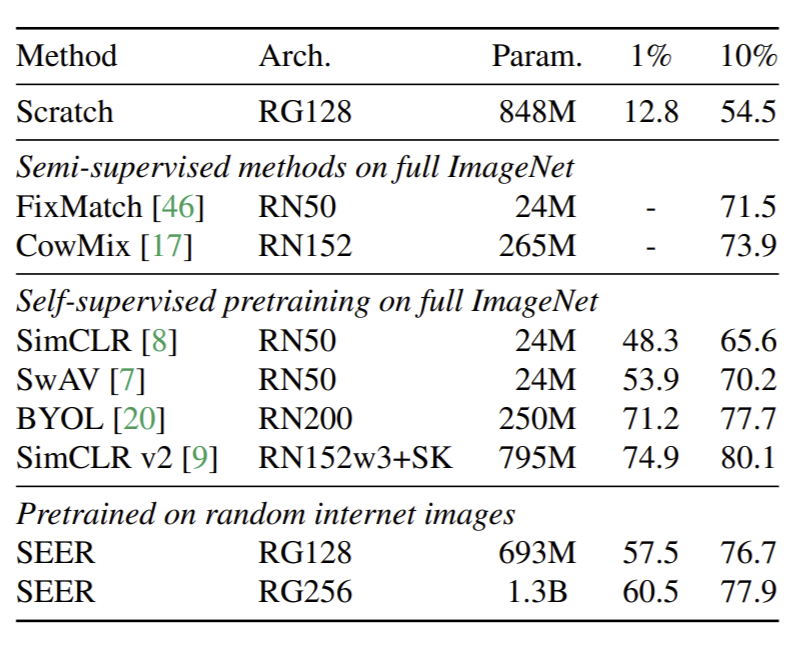 Method Arch. Param. 1% 10%
Scratch RG128 848M 12.8 54.5
Semi-supervised methods on full ImageNet
FixMatch [46] RN50 24M - 71.5
CowMix [17] RN152 265M - 73.9
Self-supervised pretraining on full ImageNet
SimCLR [8] RN50 24M 48.3 65.6
SwAV [7] RN50 24M 53.9 70.2
BYOL [20] RN200 250M 71.2 77.7
SimCLR v2 [9] RN152w3+SK 795M 74.9 80.1
Pretrained on random internet images
SEER RG128 693M 57.5 76.7
SEER RG256 1.3B 60.5 77.9